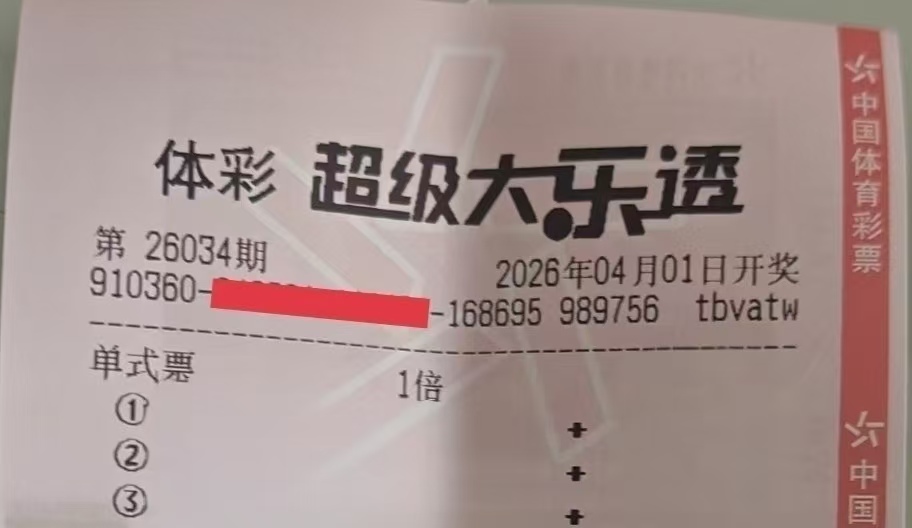 体彩 超级大乐透
第 26034期
2026年04月01日开奖
910360-
-168695 989756 tbvatw
单式票
1倍
① +
② +
③ +
中国体育彩票
中国